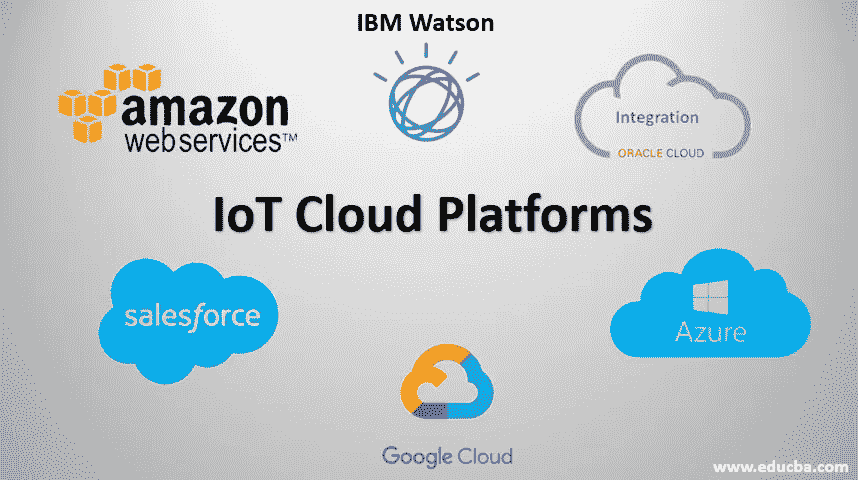 IBM Watson
amazon
webservices™
Integration
ORACLE CLOUD
IoT Cloud Platforms
salesforce
Azure
Google Cloud
www.educba.com